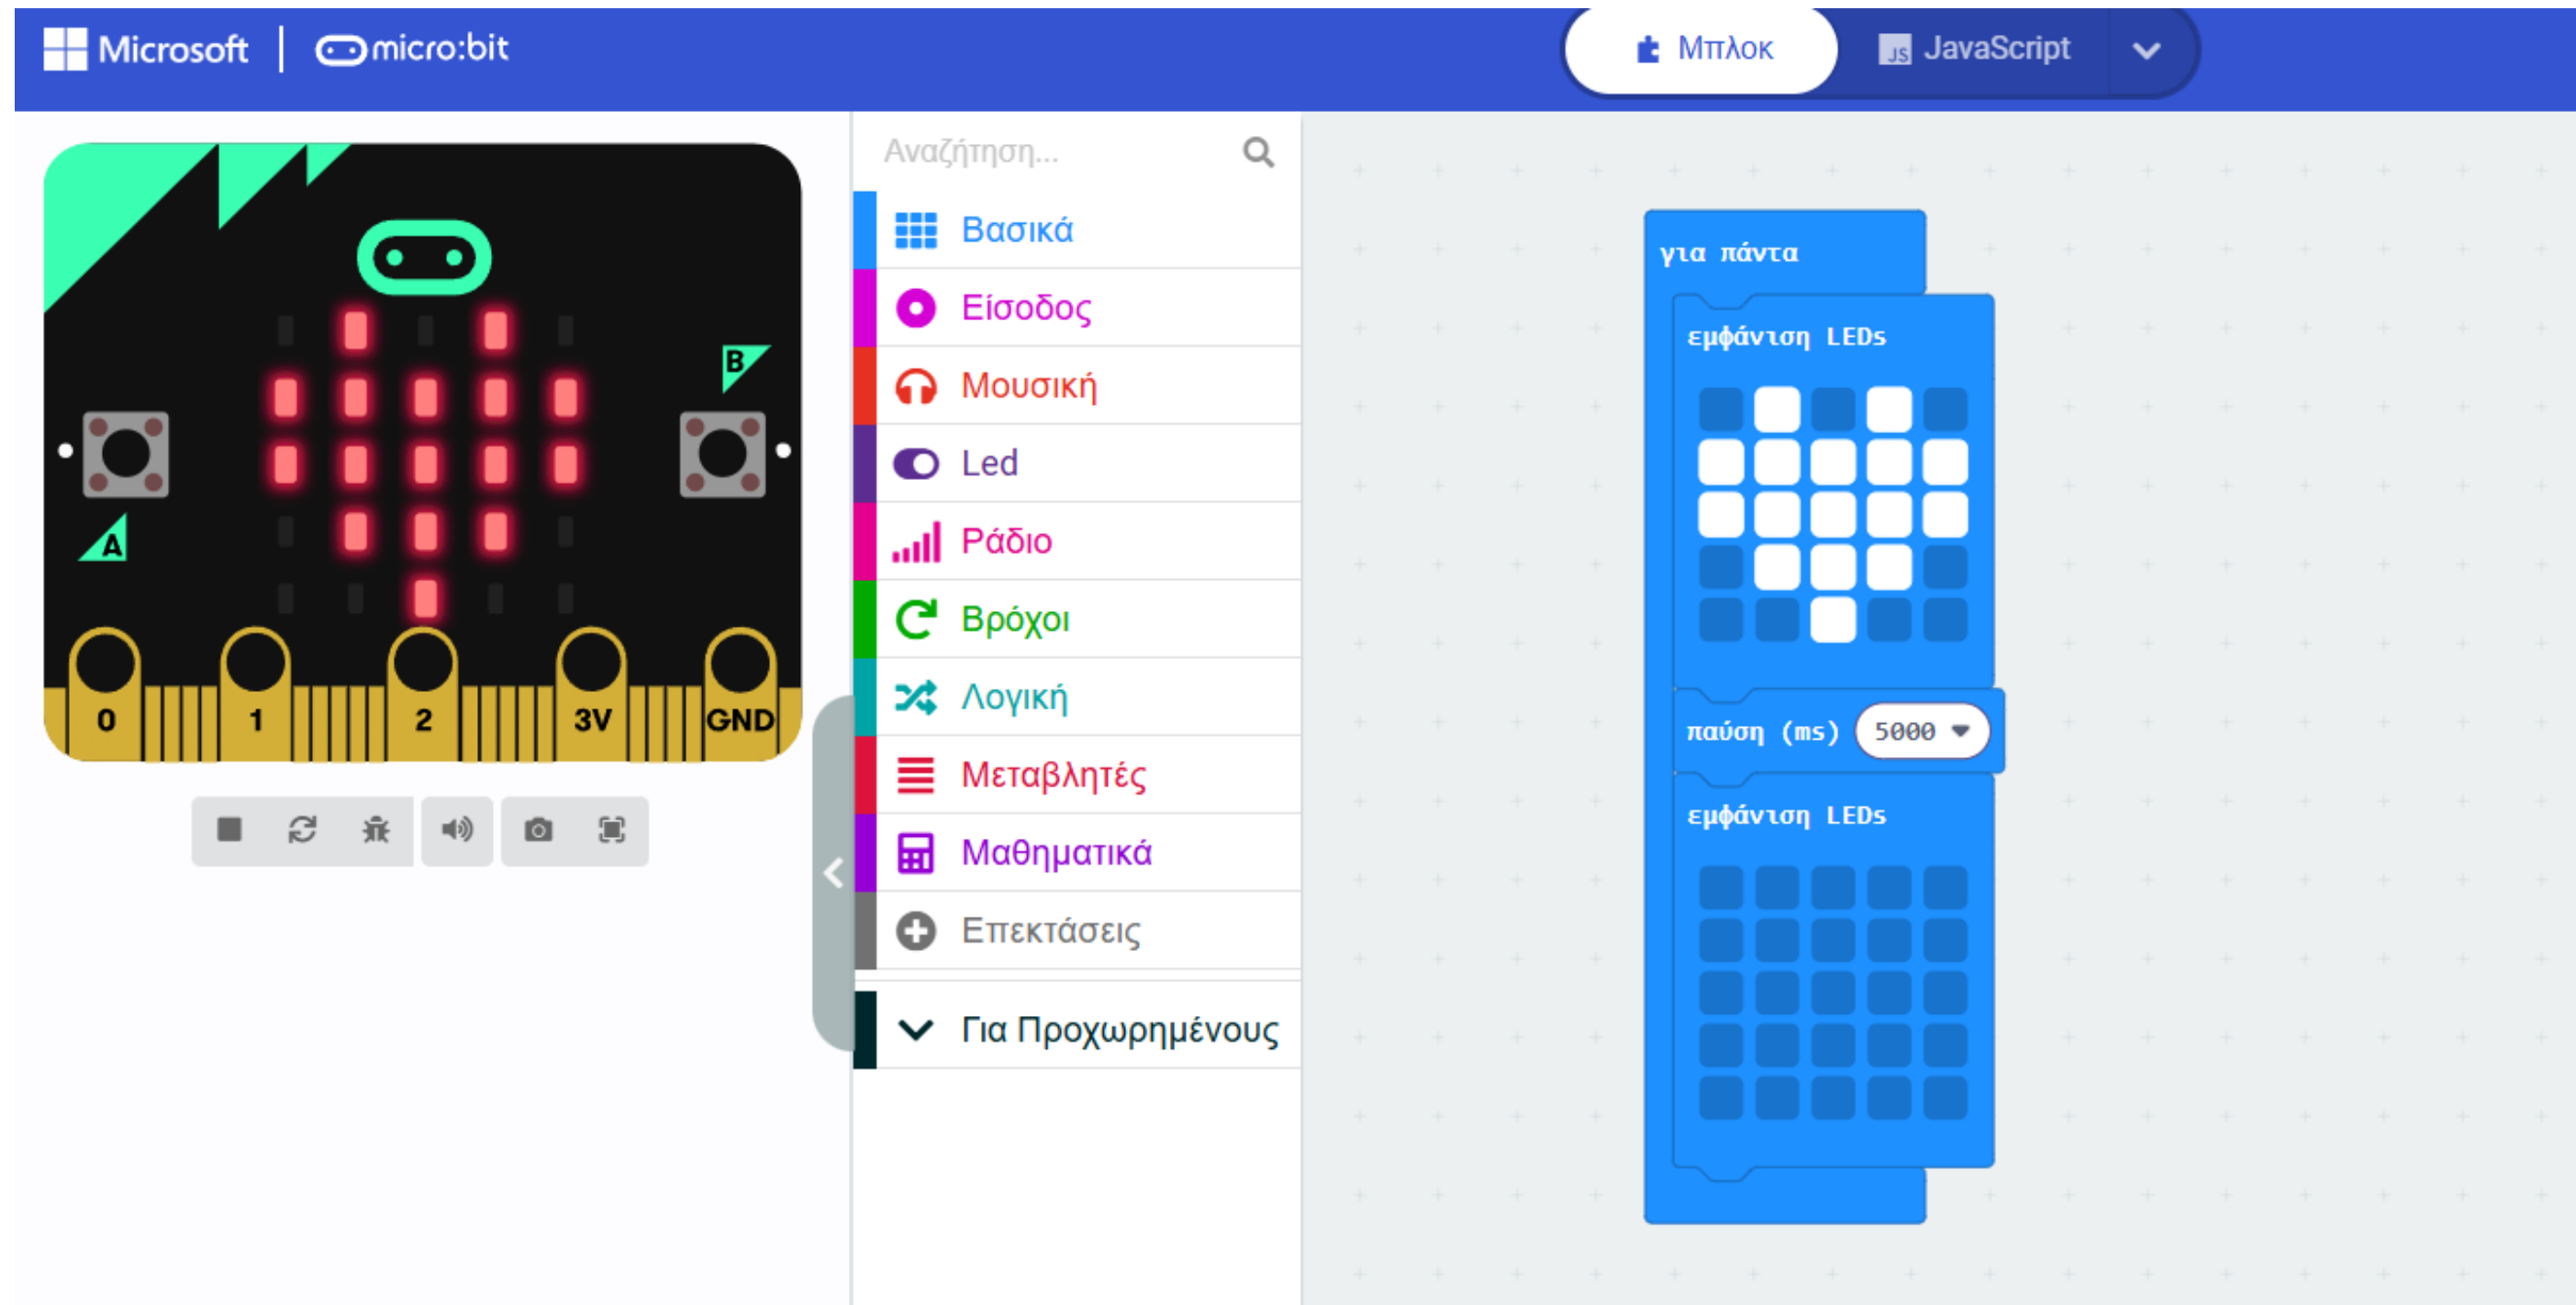 Microsoft micro:bit
Μπλοκ
JS JavaScript
Αναζήτηση...
Βασικά
Είσοδος
Μουσική
Led
Ράδιο
Βρόχοι
Λογική
Μεταβλητές
Μαθηματικά
Επεκτάσεις
Για Προχωρημένους
B
A
0 1 2 3V GND
για πάντα
εμφάνιση LEDs
παύση (ms) 5000
εμφάνιση LEDs